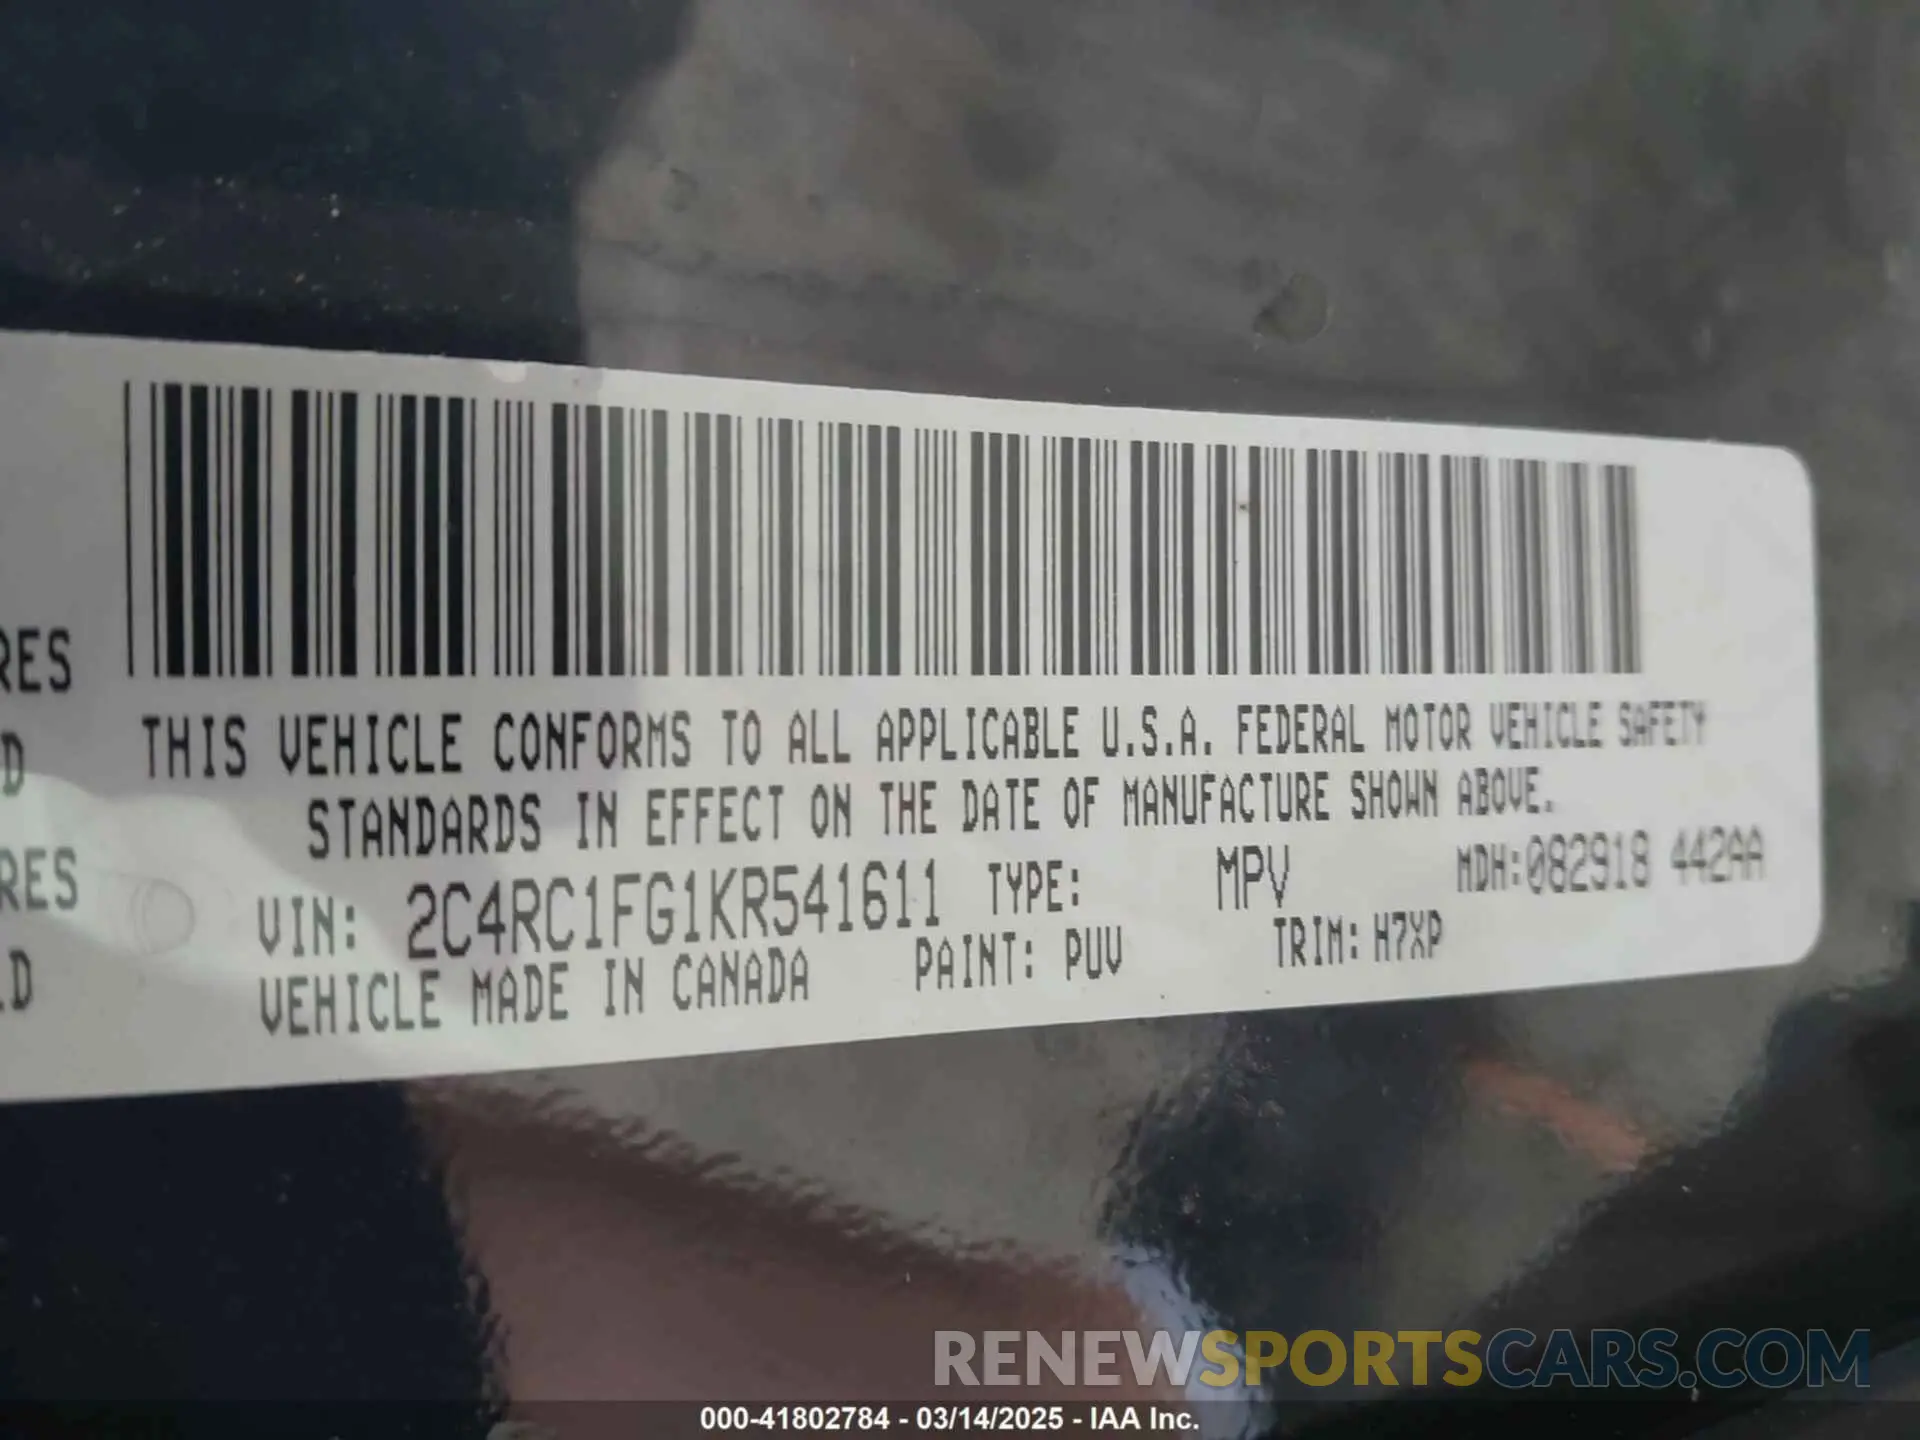 RES
D
RES
LD
THIS VEHICLE CONFORMS TO ALL APPLICABLE U.S.A. FEDERAL MOTOR VEHICLE SAFETY
STANDARDS IN EFFECT ON THE DATE OF MANUFACTURE SHOWN ABOVE.
VIN: 2C4RC1FG1KR541611 TYPE: MPV MDH:082918 442AA
VEHICLE MADE IN CANADA PAINT: PUV TRIM: H7XP
RENEWSPORTSCARS.COM
000-41802784 - 03/14/2025 - IAA Inc.